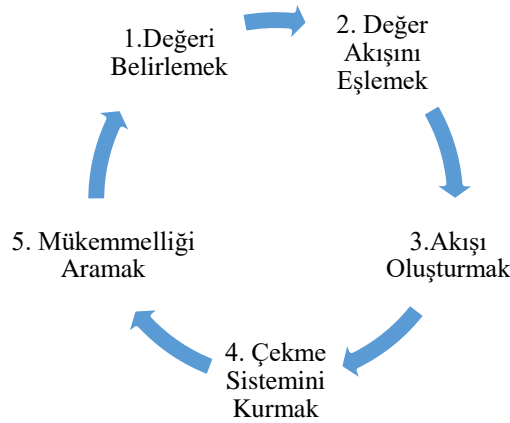 1.Değeri
Belirlemek
2. Değer
Akışını
Eşlemek
3.Akışı
Oluşturmak
4. Çekme
Sistemini
Kurmak
5. Mükemmelliği
Aramak